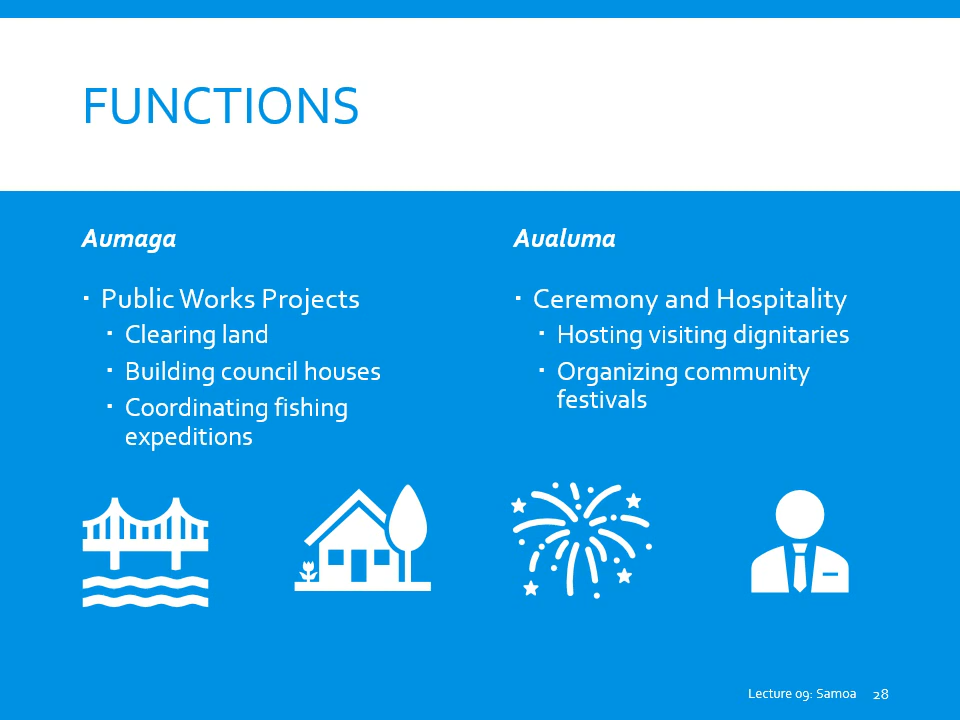 FUNCTIONS
Aumaga
▪ Public Works Projects
▪ Clearing land
▪ Building council houses
▪ Coordinating fishing
expeditions
Aualuma
▪ Ceremony and Hospitality
▪ Hosting visiting dignitaries
▪ Organizing community
festivals
Lecture 09: Samoa 28